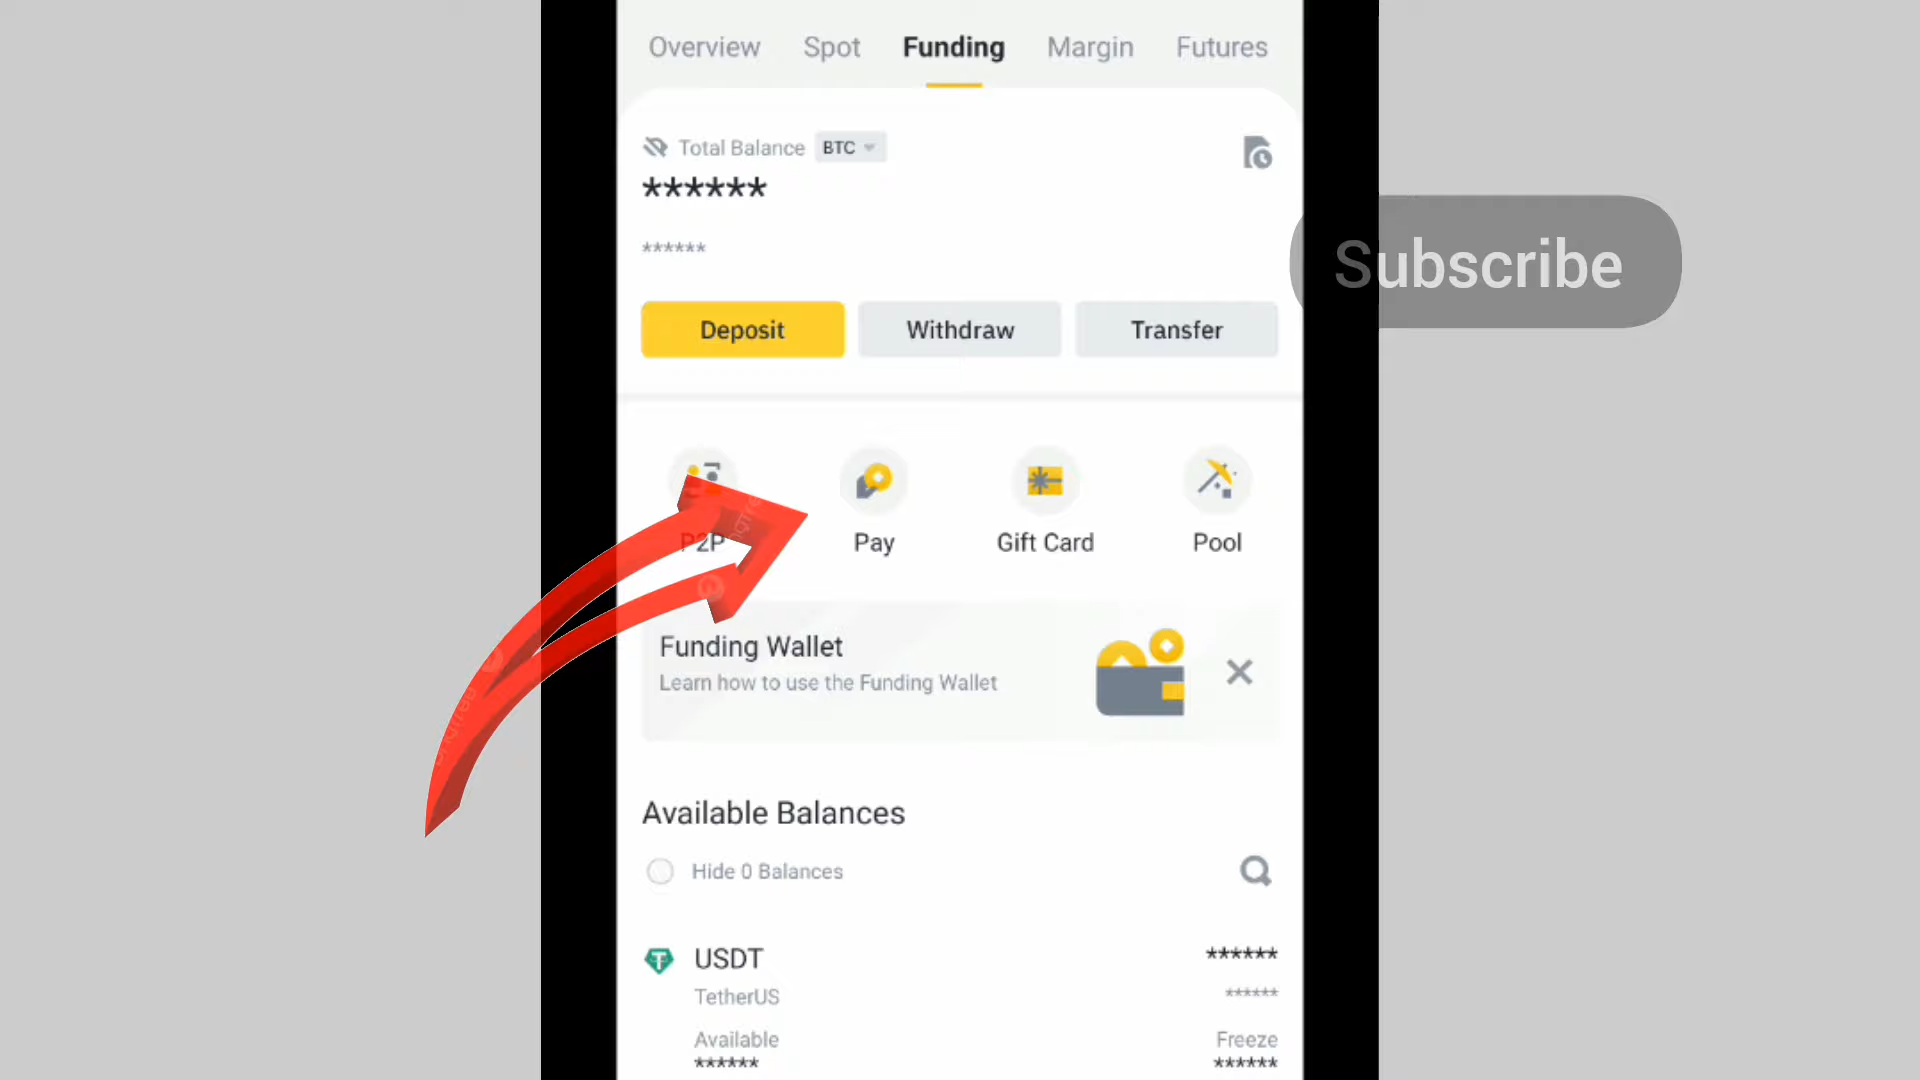 Overview Spot Funding Margin Futures
Total Balance BTC
******
******
Subscribe
Deposit Withdraw Transfer
P2P Pay Gift Card Pool
Funding Wallet
Learn how to use the Funding Wallet
Available Balances
Hide 0 Balances
USDT ******
TetherUS ******
Available Freeze
****** ******